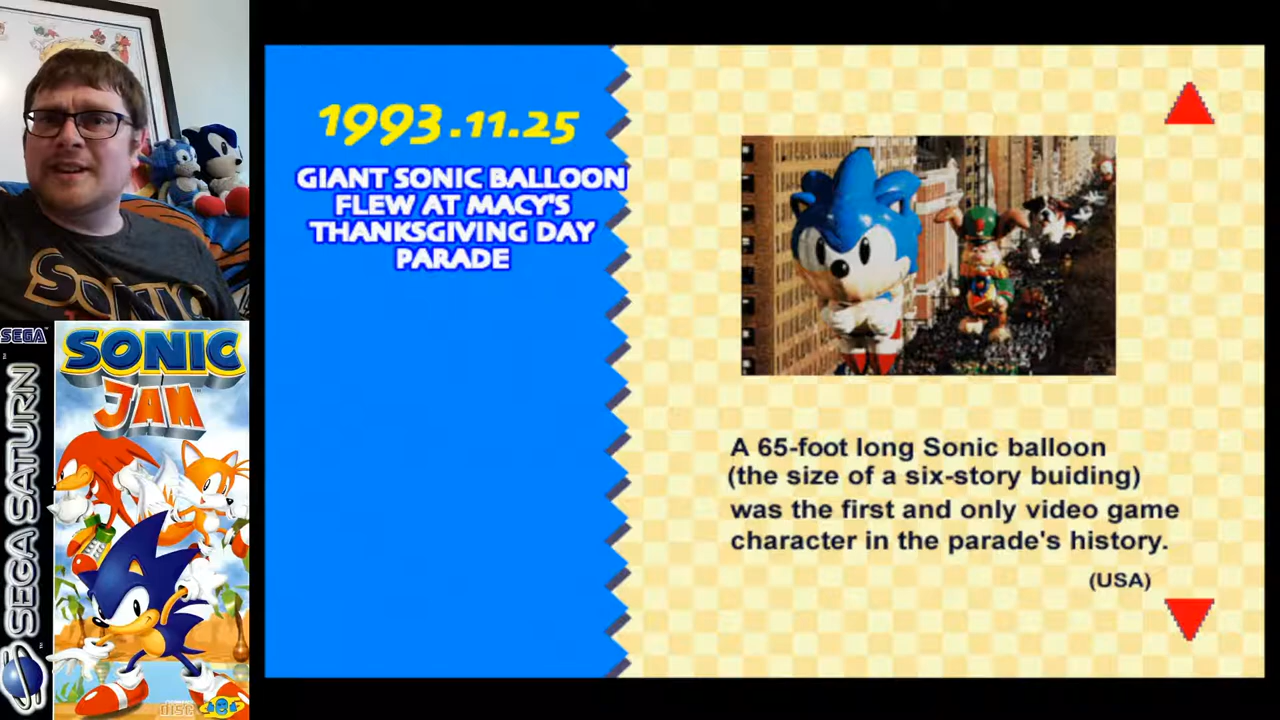 1993.11.25
GIANT SONIC BALLOON
FLEW AT MACY'S
THANKSGIVING DAY
PARADE
A 65-foot long Sonic balloon
(the size of a six-story buiding)
was the first and only video game
character in the parade's history.
(USA)
SONIC
SEGA
SEGA SATURN
SONIC
JAM